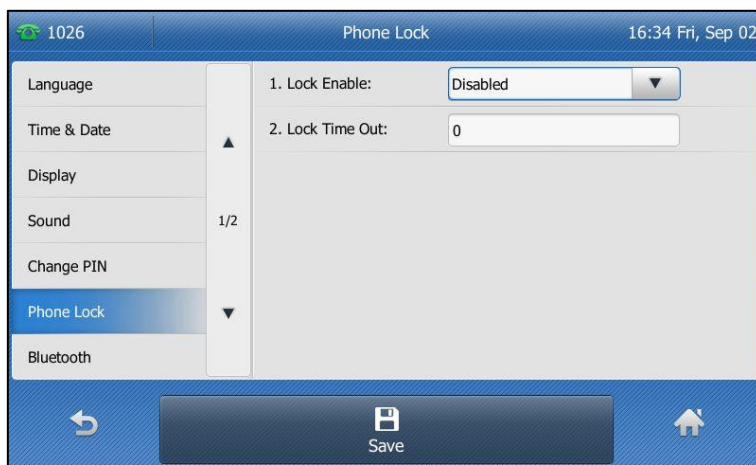 1026 Phone Lock 16:34 Fri, Sep 02
Language
Time & Date
Display
Sound
Change PIN
Phone Lock
Bluetooth
1/2
1. Lock Enable: Disabled
2. Lock Time Out: 0
Save